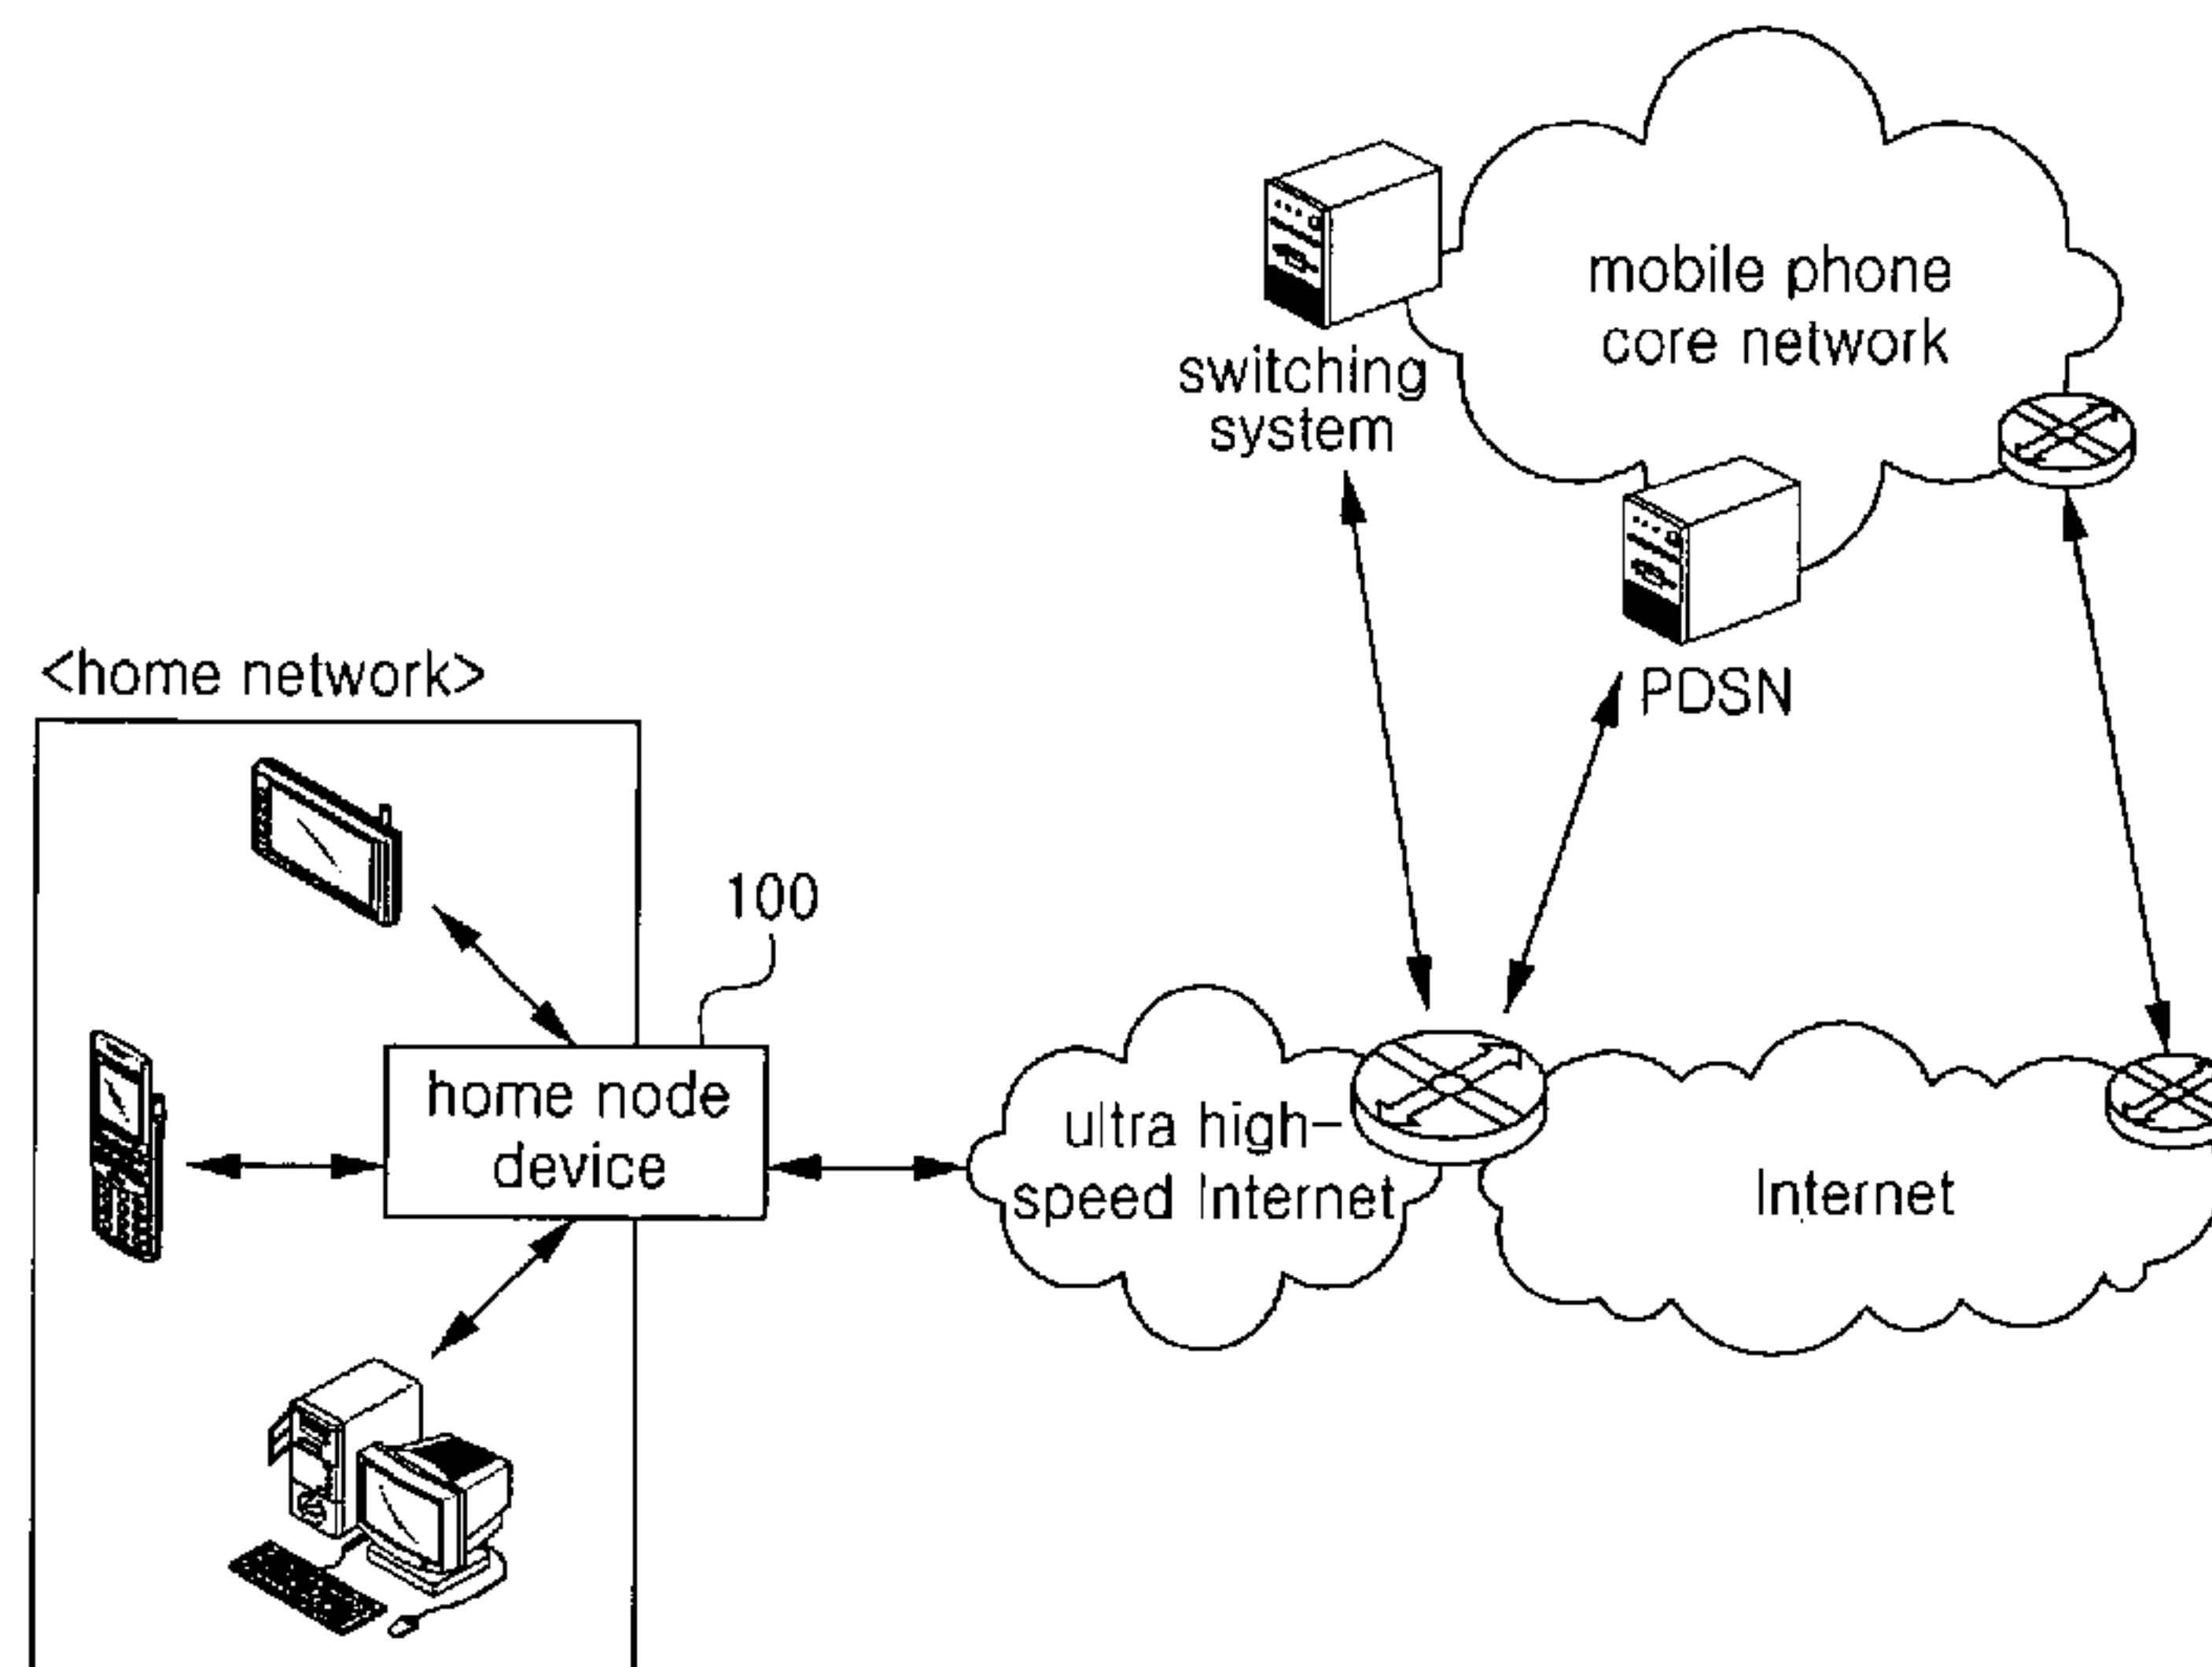 mobile phone
core network
switching
system
PDSN
<home network>
100
home node
device
ultra high-
speed Internet
Internet